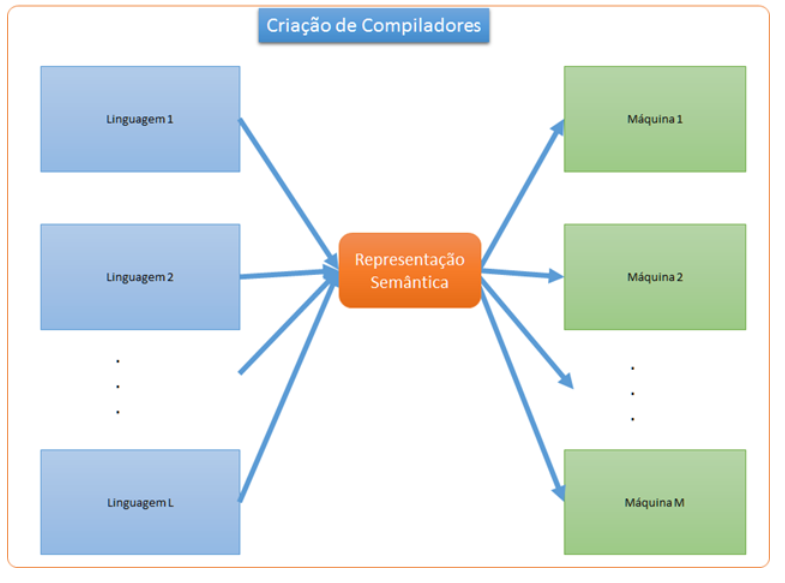 Criação de Compiladores
Linguagem 1
Máquina 1
Representação
Semântica
Linguagem 2
Máquina 2
.
.
.
.
.
.
Linguagem L
Máquina M